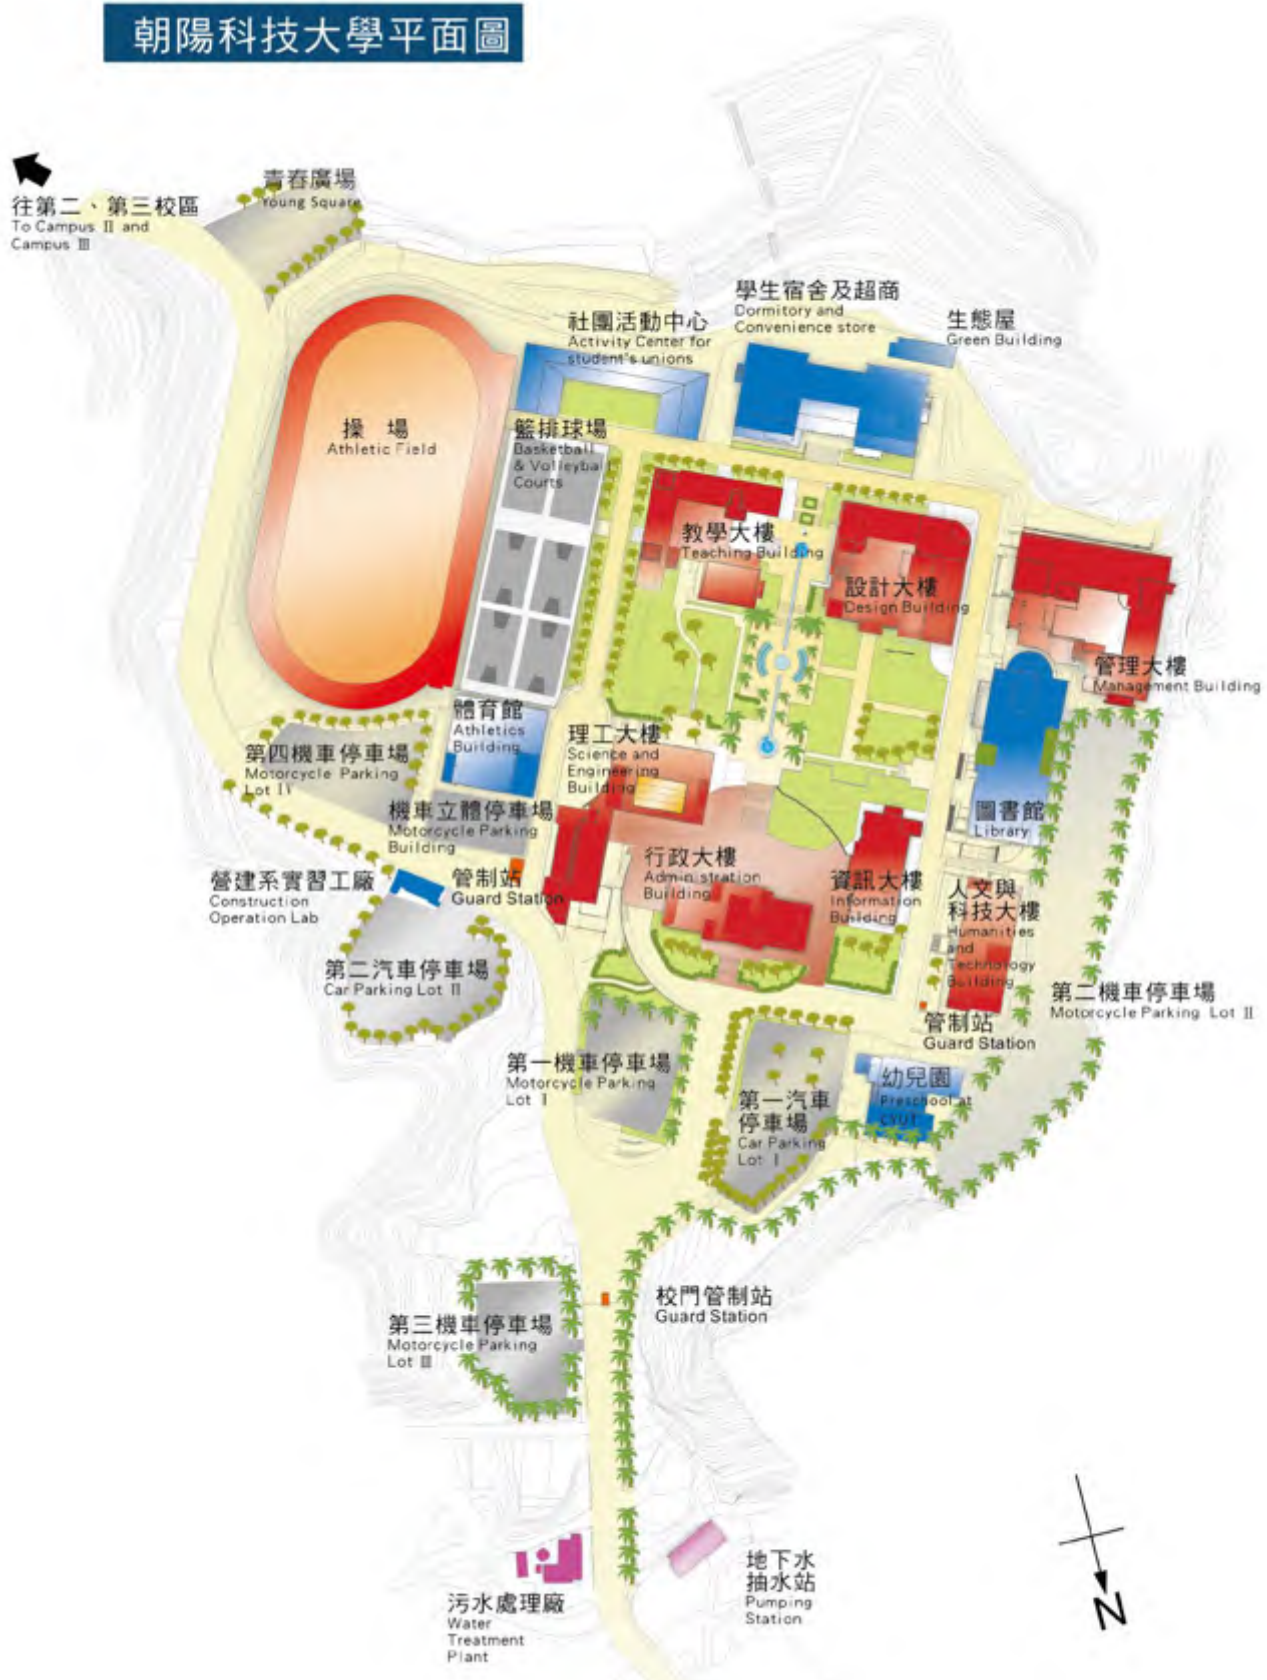 朝陽科技大學平面圖
青春廣場
Young Square
往第二、第三校區
To Campus Ⅱ and
Campus Ⅲ
學生宿舍及超商
Dormitory and
Convenience store
社團活動中心
Activity Center for
student's unions
生態屋
Green Building
操 場
Athletic Field
籃排球場
Basketball
& Volleyball
Courts
教學大樓
Teaching Building
設計大樓
Design Building
管理大樓
Management Building
體育館
Athletics
Building
理工大樓
Science and
Engineering
Building
第四機車停車場
Motorcycle Parking
Lot
機車立體停車場
Motorcycle Parking
Building
圖書館
Library
行政大樓
Administration
Building
資訊大樓
Information
Building
營建系實習工廠
Construction
Operation Lab
管制站
Guard Station
人文與
科技大樓
Humanities
and
Technology
Building
第二汽車停車場
Car Parking Lot Ⅱ
第二機車停車場
Motorcycle Parking Lot Ⅱ
管制站
Guard Station
第一機車停車場
Motorcycle Parking
Lot Ⅰ
幼兒園
Preschool at
CYUT
第一汽車
停車場
Car Parking
Lot Ⅰ
校門管制站
Guard Station
第三機車停車場
Motorcycle Parking
Lot Ⅲ
地下水
抽水站
Pumping
Station
污水處理廠
Water
Treatment
Plant
N